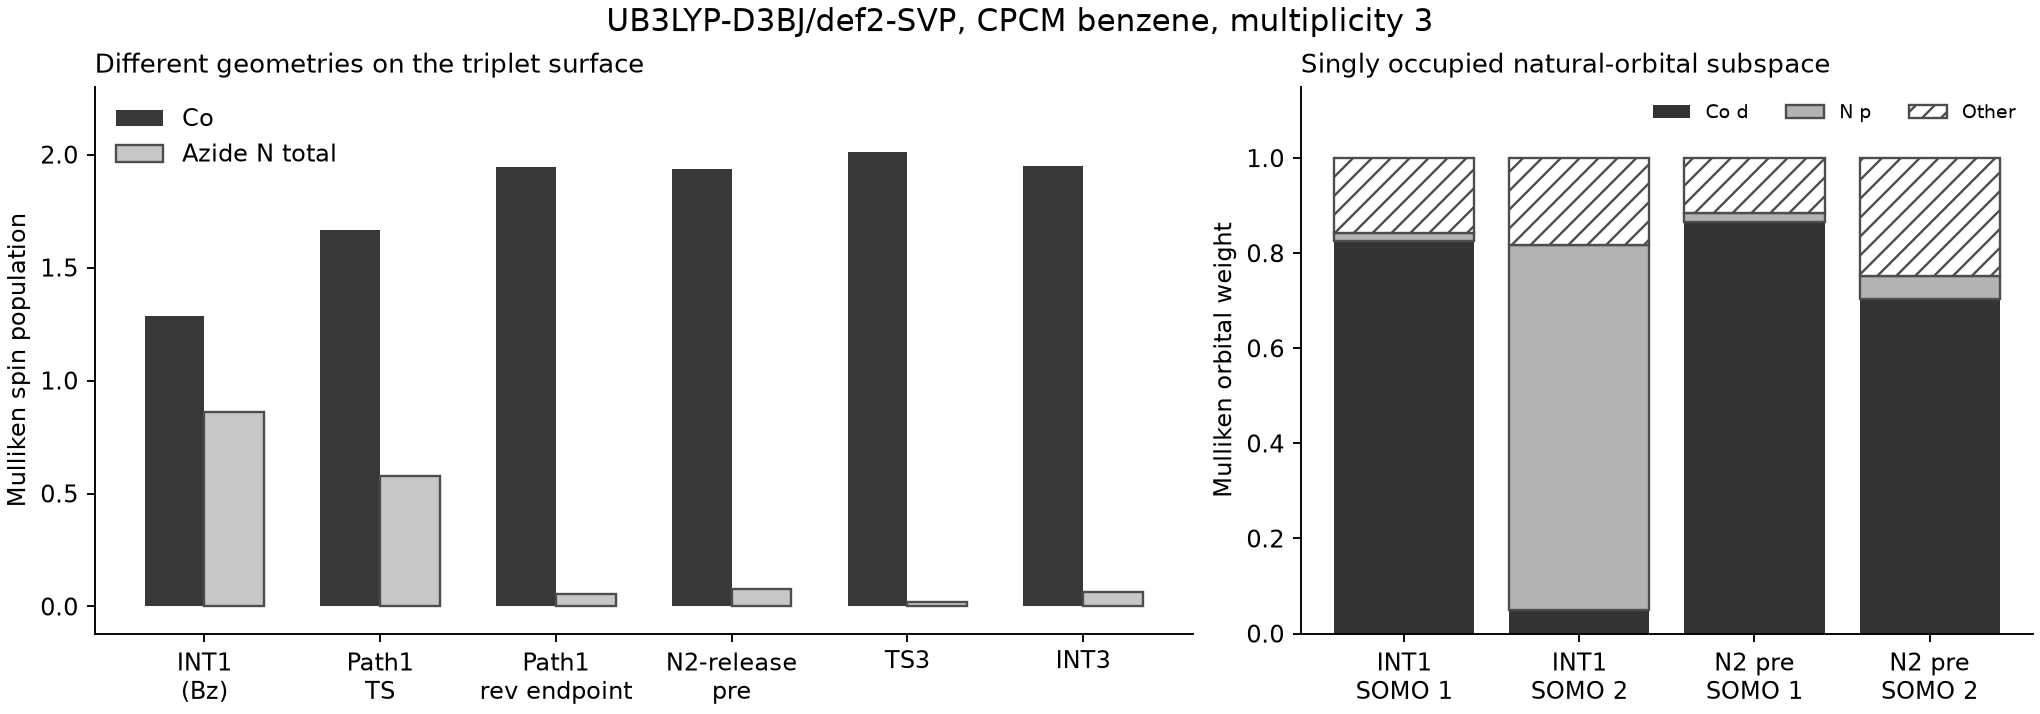 UB3LYP-D3BJ/def2-SVP, CPCM benzene, multiplicity 3
Different geometries on the triplet surface
Co
Azide N total
Mulliken spin population
2.0
1.5
1.0
0.5
0.0
INT1
(Bz)
Path1
TS
Path1
rev endpoint
N2-release
pre
TS3
INT3
Singly occupied natural-orbital subspace
Co d
N p
Other
Mulliken orbital weight
1.0
0.8
0.6
0.4
0.2
0.0
INT1
SOMO 1
INT1
SOMO 2
N2 pre
SOMO 1
N2 pre
SOMO 2